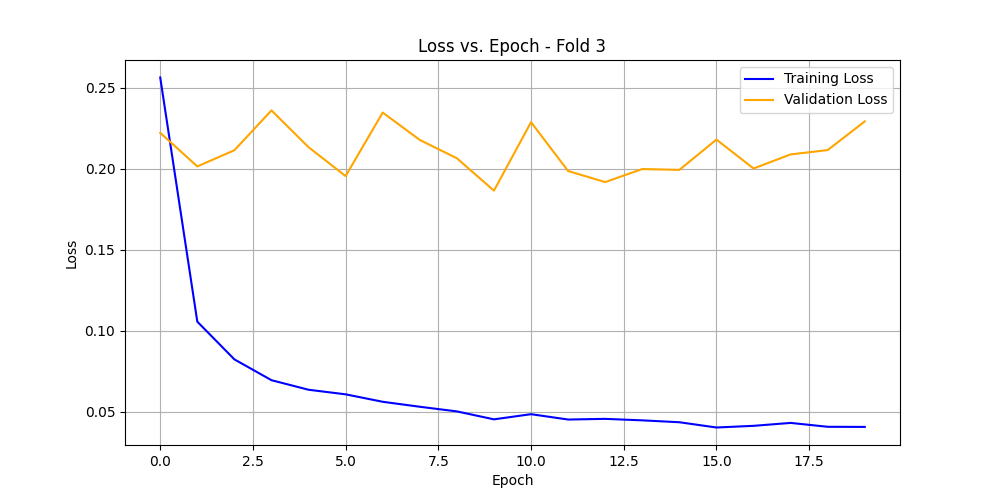 Loss vs. Epoch - Fold 3
Training Loss
Validation Loss
Loss
0.25
0.20
0.15
0.10
0.05
0.0 2.5 5.0 7.5 10.0 12.5 15.0 17.5
Epoch